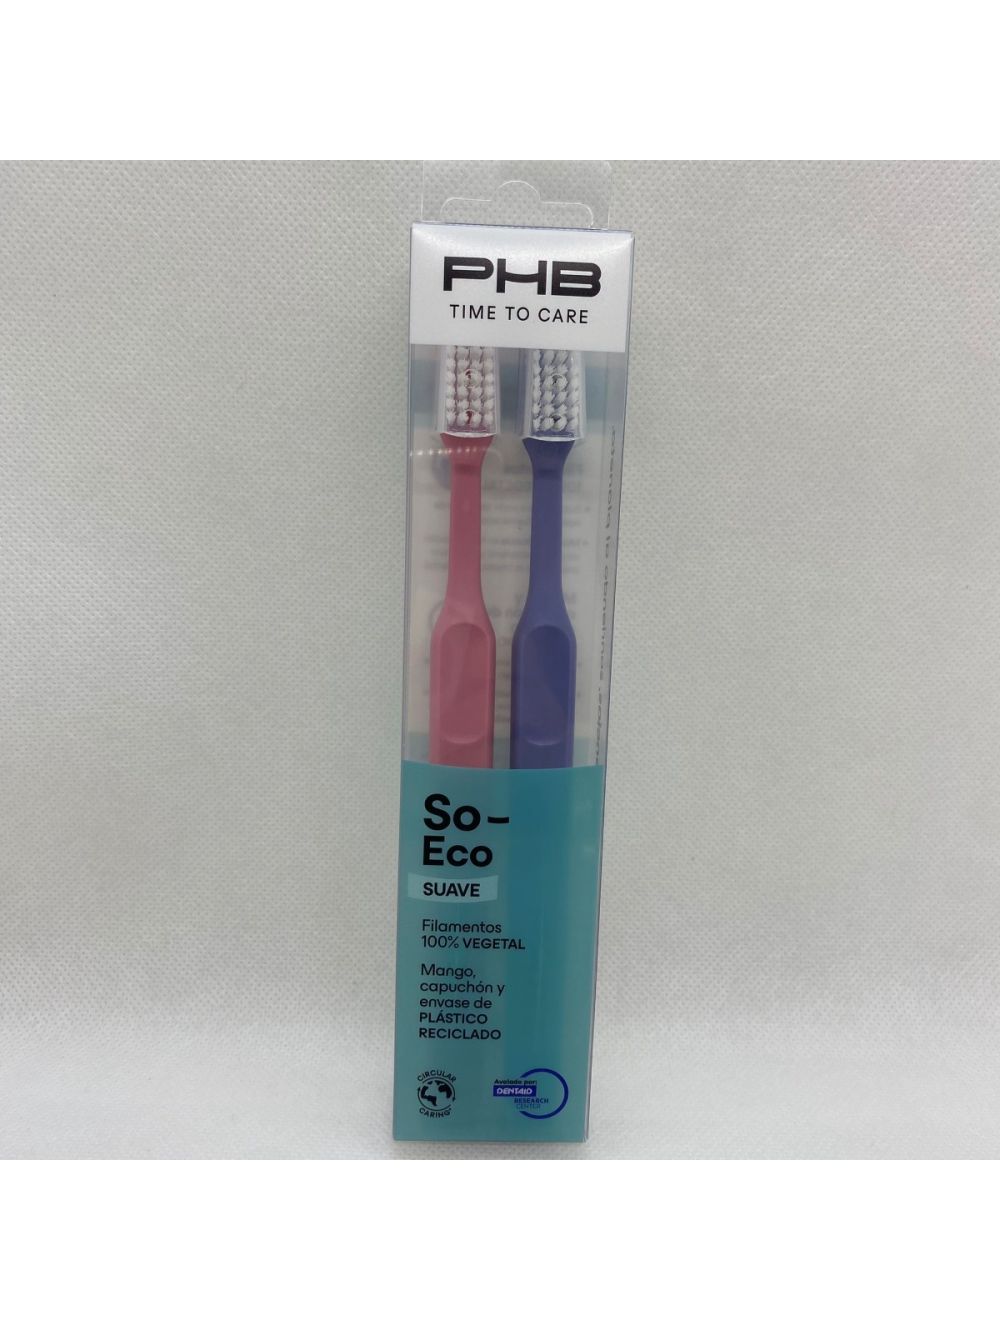 PHB
TIME TO CARE
So-
Eco
SUAVE
Filamentos
100% VEGETAL
Mango,
capuchón y
envase de
PLÁSTICO
RECICLADO
CIRCULAR
CARING
Avalado por:
DENTAID
RESEARCH
CENTER